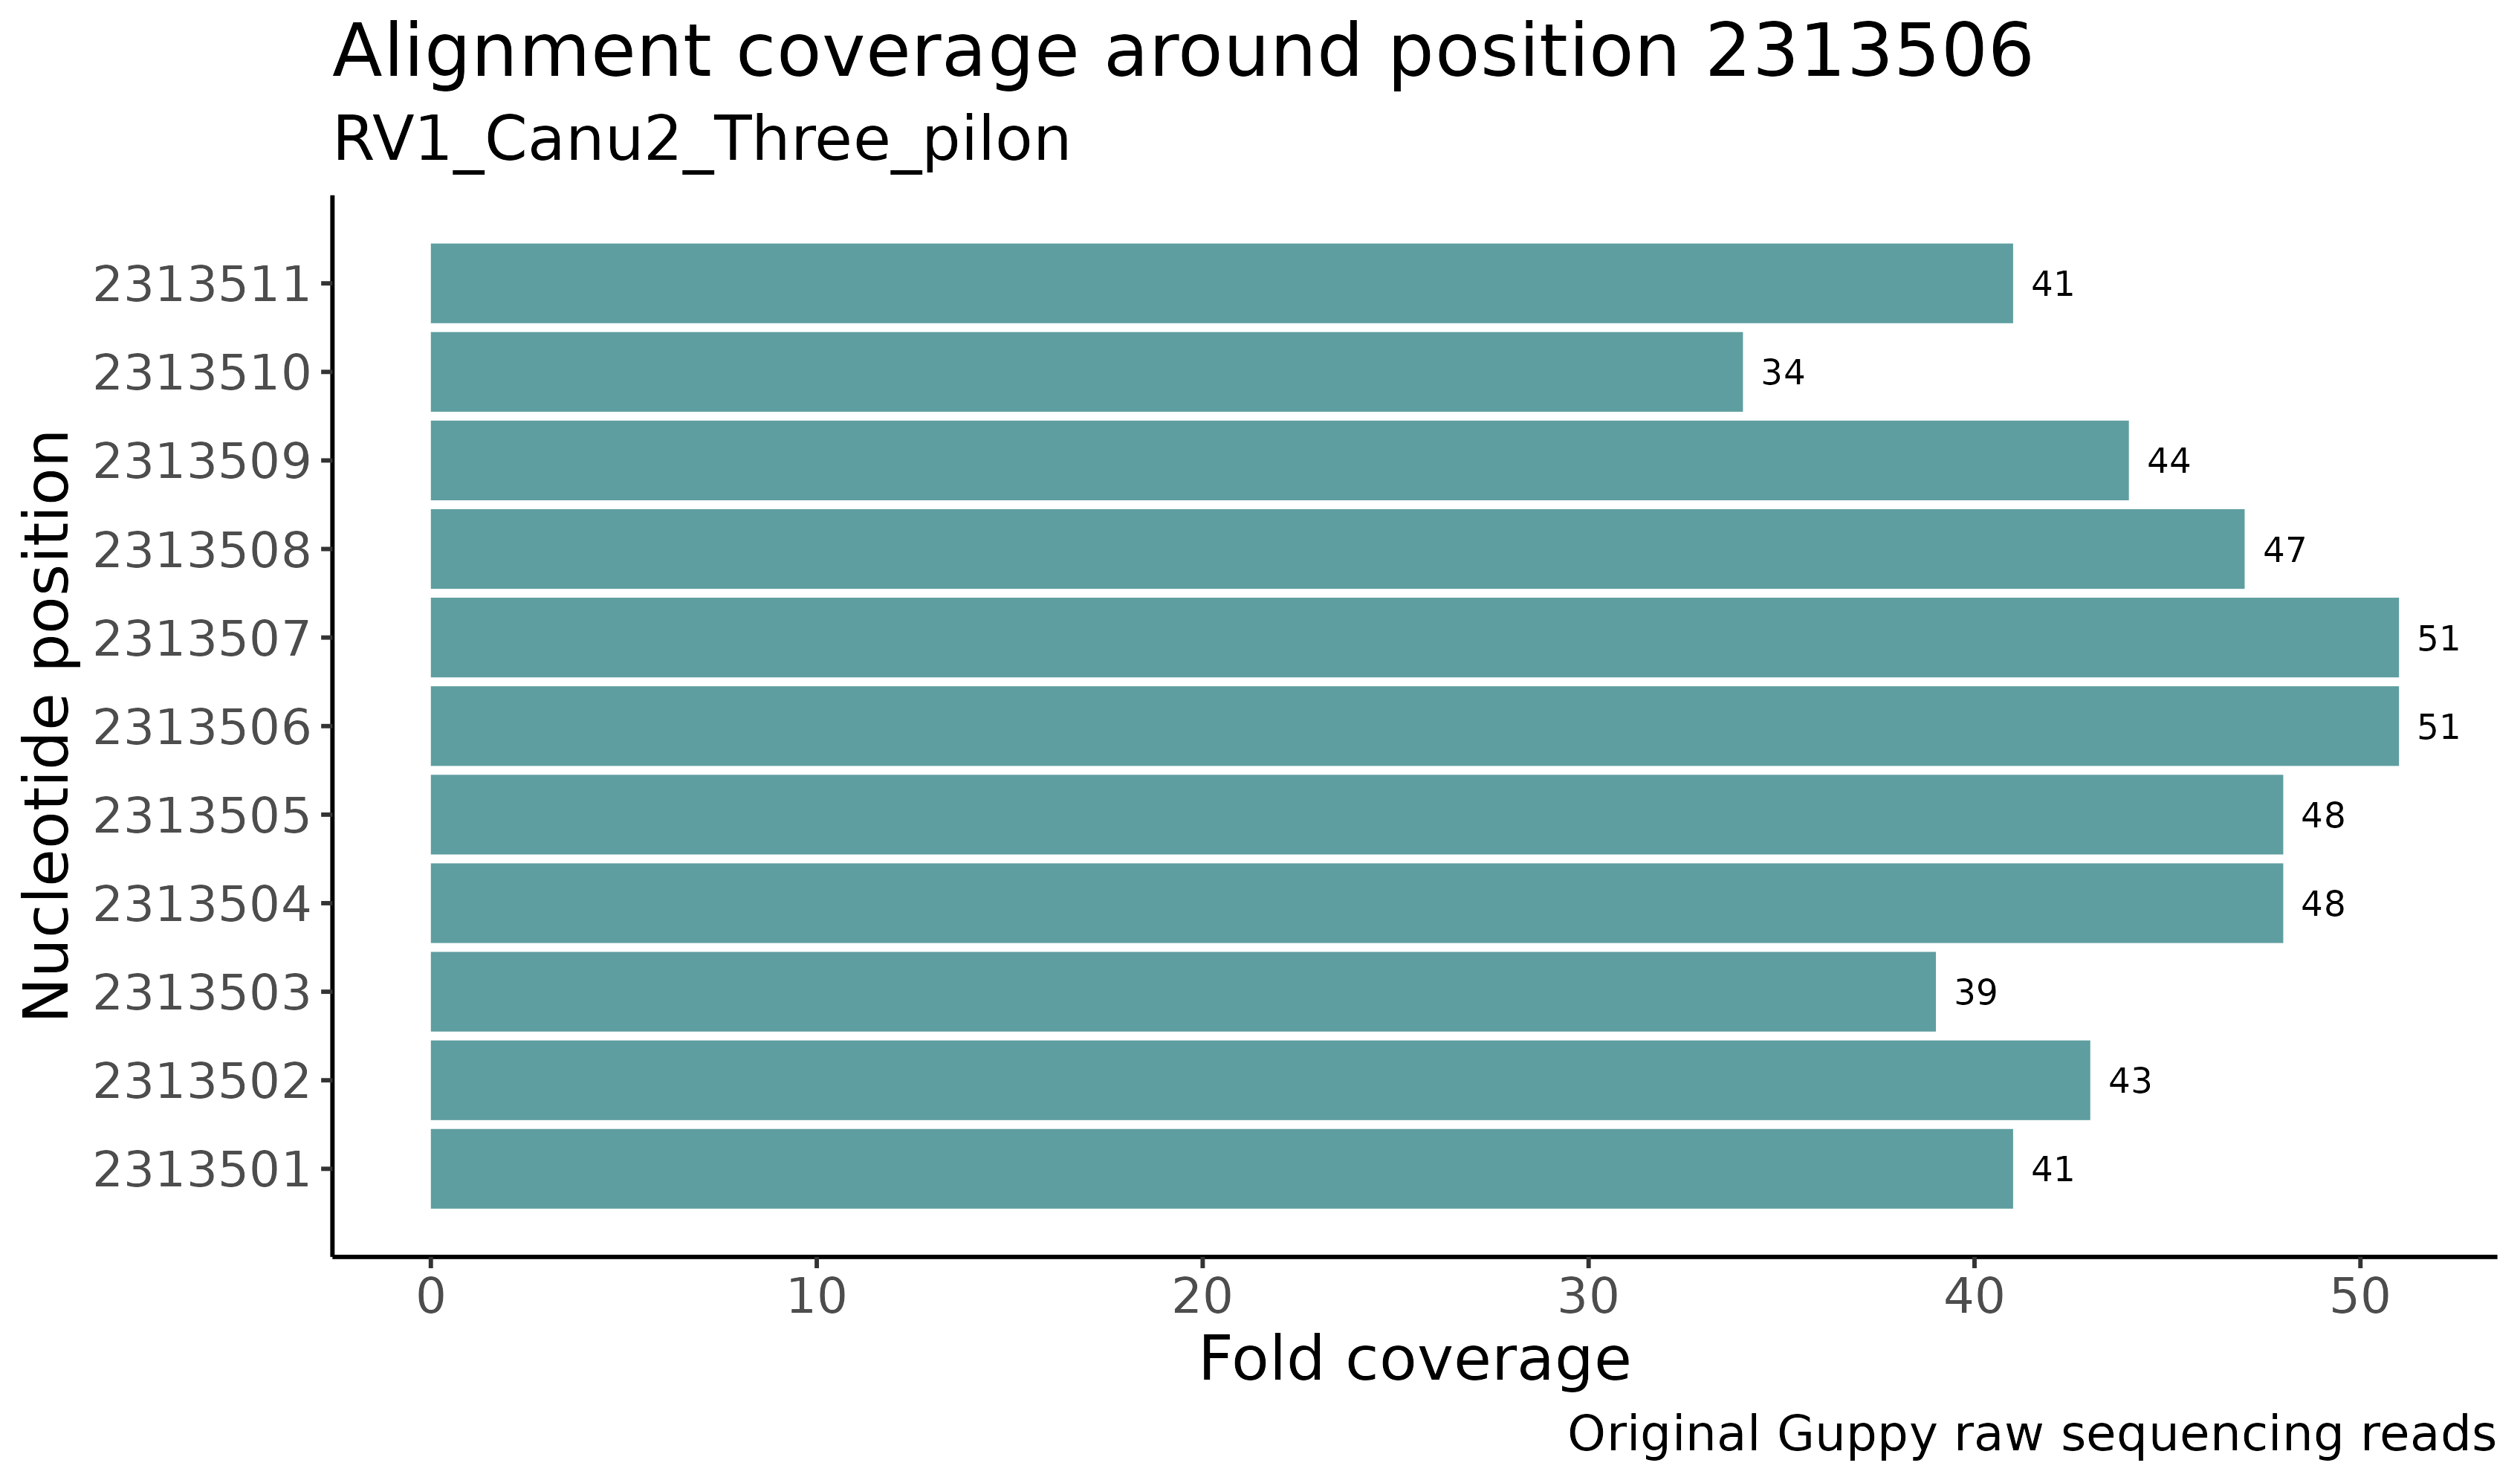 Alignment coverage around position 2313506
RV1_Canu2_Three_pilon
Nucleotide position
2313511 41
2313510 34
2313509 44
2313508 47
2313507 51
2313506 51
2313505 48
2313504 48
2313503 39
2313502 43
2313501 41
0 10 20 30 40 50
Fold coverage
Original Guppy raw sequencing reads